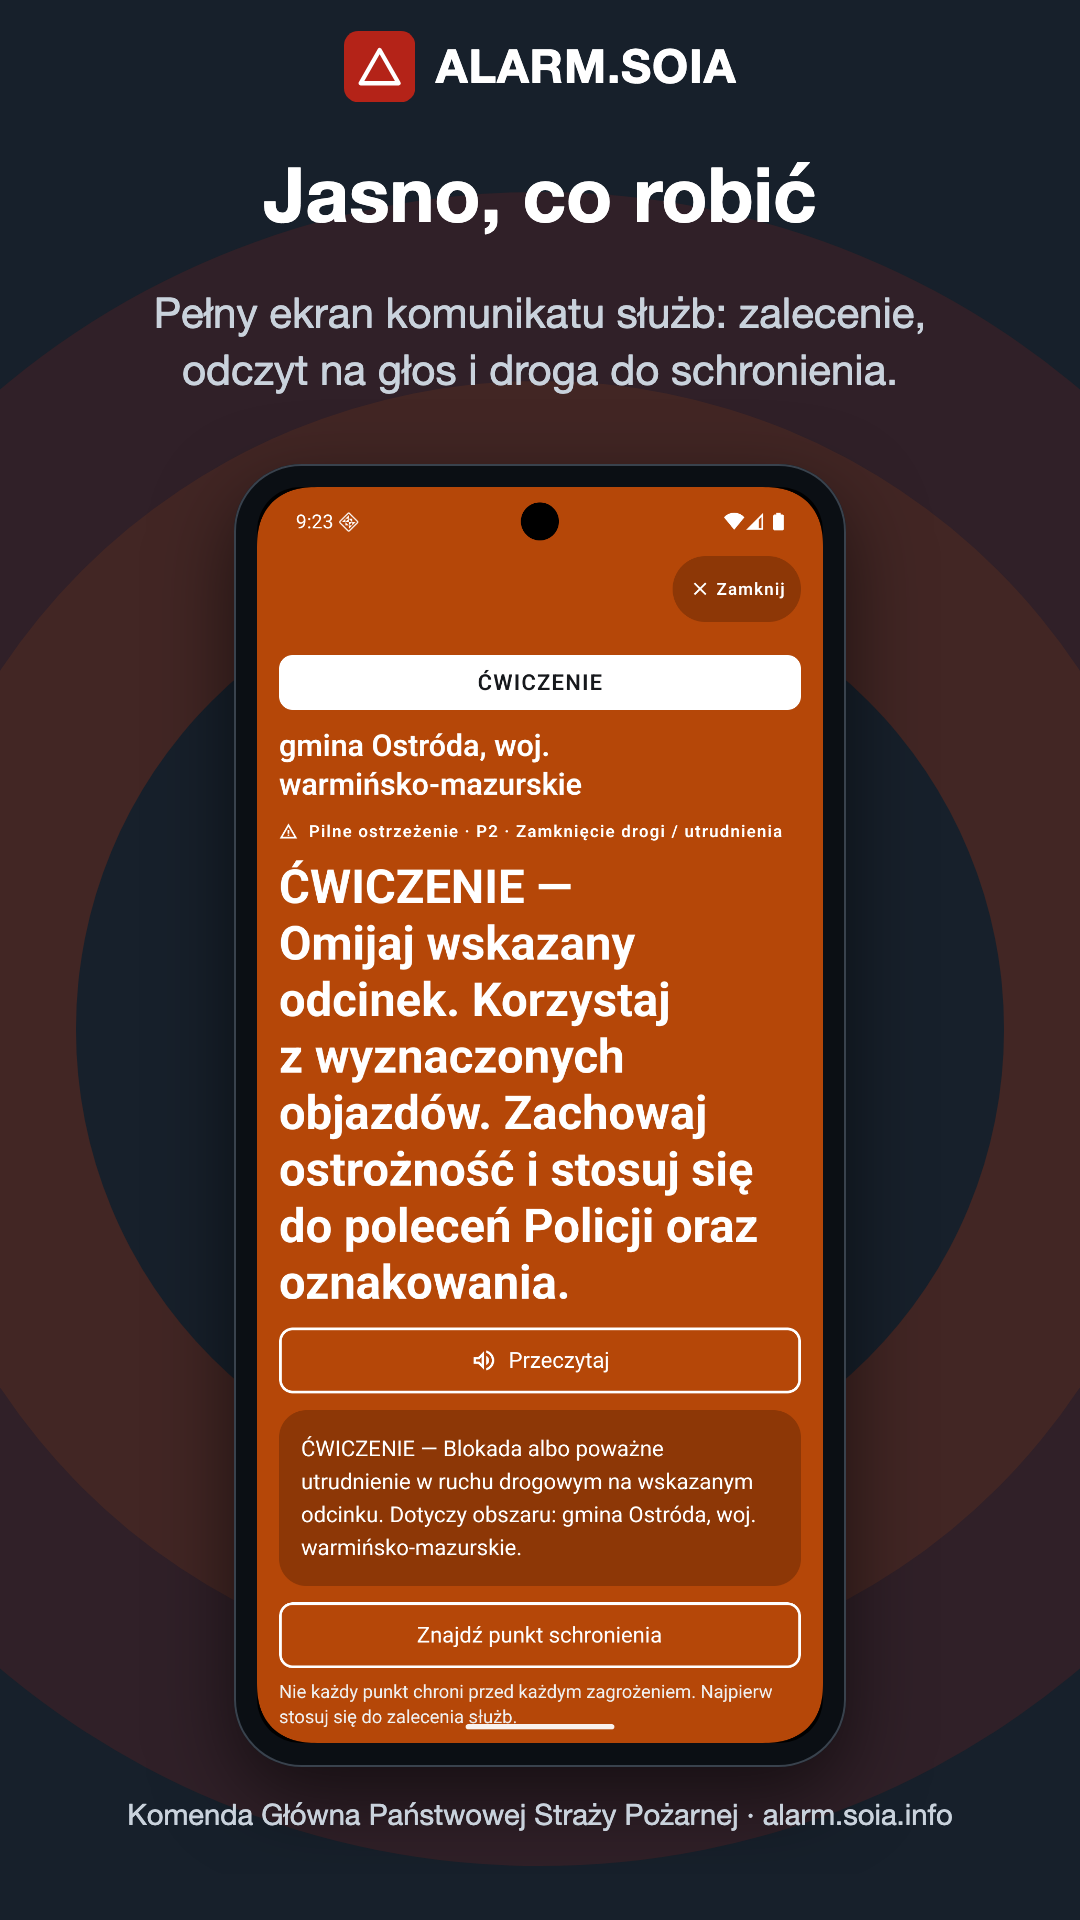 ALARM.SOIA
Jasno, co robić
Pełny ekran komunikatu służb: zalecenie,
odczyt na głos i droga do schronienia.
9:23
Zamknij
ĆWICZENIE
gmina Ostróda, woj.
warmińsko-mazurskie
Pilne ostrzeżenie · P2 · Zamknięcie drogi / utrudnienia
ĆWICZENIE —
Omijaj wskazany
odcinek. Korzystaj
z wyznaczonych
objazdów. Zachowaj
ostrożność i stosuj się
do poleceń Policji oraz
oznakowania.
Przeczytaj
ĆWICZENIE — Blokada albo poważne
utrudnienie w ruchu drogowym na wskazanym
odcinku. Dotyczy obszaru: gmina Ostróda, woj.
warmińsko-mazurskie.
Znajdź punkt schronienia
Nie każdy punkt chroni przed każdym zagrożeniem. Najpierw
stosuj się do zalecenia służb.
Komenda Główna Państwowej Straży Pożarnej · alarm.soia.info